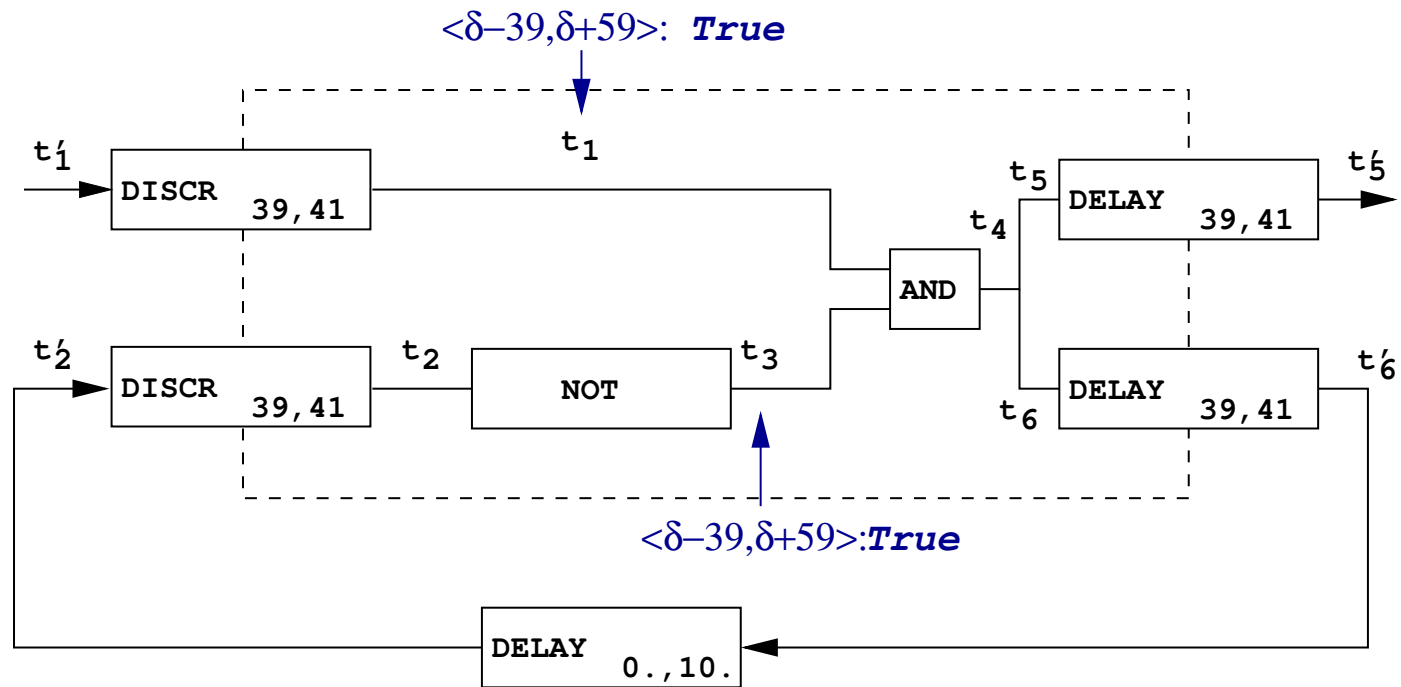 <δ−39,δ+59>: True
t1
t′1
DISCR
39,41
t5
t′5
DELAY
39,41
t4
AND
t′2
DISCR
39,41
t2
NOT
t3
t6
DELAY
39,41
t′6
<δ−39,δ+59>:True
DELAY
0.,10.